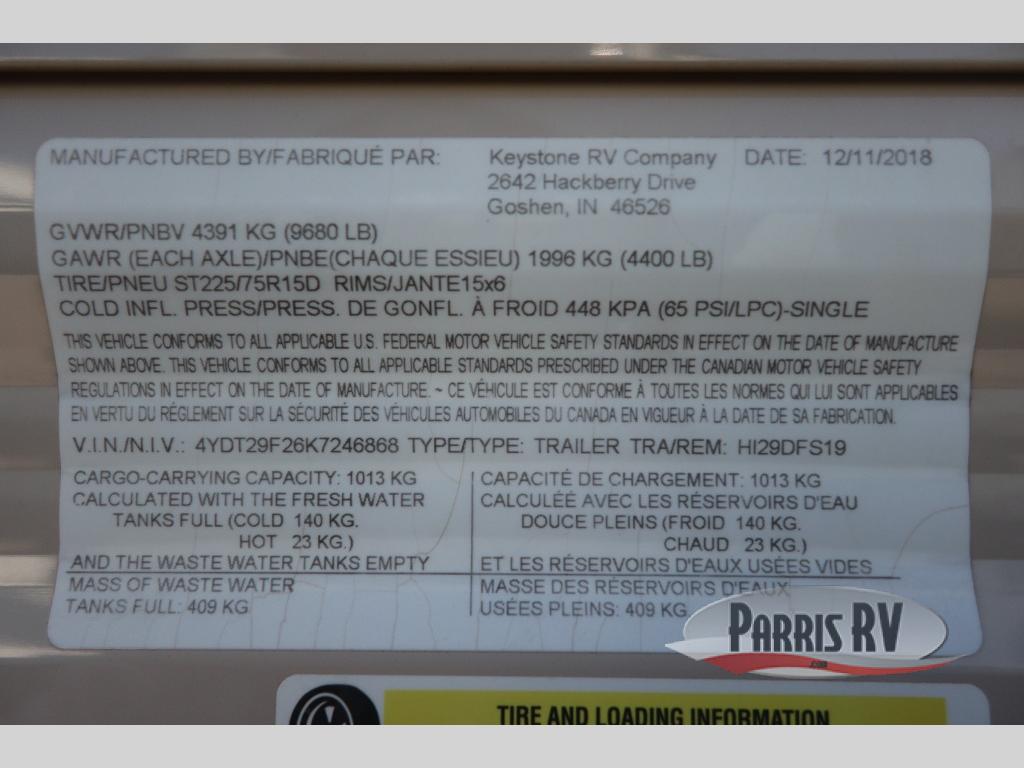 MANUFACTURED BY/FABRIQUÉ PAR: Keystone RV Company DATE: 12/11/2018
2642 Hackberry Drive
Goshen, IN 46526
GVWR/PNBV 4391 KG (9680 LB)
GAWR (EACH AXLE)/PNBE(CHAQUE ESSIEU) 1996 KG (4400 LB)
TIRE/PNEU ST225/75R15D RIMS/JANTE15x6
COLD INFL. PRESS/PRESS. DE GONFL. À FROID 448 KPA (65 PSI/LPC)-SINGLE
THIS VEHICLE CONFORMS TO ALL APPLICABLE U.S. FEDERAL MOTOR VEHICLE SAFETY STANDARDS IN EFFECT ON THE DATE OF MANUFACTURE
SHOWN ABOVE. THIS VEHICLE CONFORMS TO ALL APPLICABLE STANDARDS PRESCRIBED UNDER THE CANADIAN MOTOR VEHICLE SAFETY
REGULATIONS IN EFFECT ON THE DATE OF MANUFACTURE. ~ CE VÉHICULE EST CONFORME À TOUTES LES NORMES QUI LUI SONT APPLICABLES
EN VERTU DU RÉGLEMENT SUR LA SÉCURITÉ DES VÉHICULES AUTOMOBILES DU CANADA EN VIGUEUR À LA DATE DE SA FABRICATION.
V.I.N./N.I.V.: 4YDT29F26K7246868 TYPE/TYPE: TRAILER TRA/REM: HI29DFS19
CARGO-CARRYING CAPACITY: 1013 KG
CALCULATED WITH THE FRESH WATER
TANKS FULL (COLD 140 KG.
HOT 23 KG.)
AND THE WASTE WATER TANKS EMPTY
MASS OF WASTE WATER
TANKS FULL: 409 KG
CAPACITÉ DE CHARGEMENT: 1013 KG
CALCULÉE AVEC LES RÉSERVOIRS D'EAU
DOUCE PLEINS (FROID 140 KG.
CHAUD 23 KG.)
ET LES RÉSERVOIRS D'EAUX USÉES VIDES
MASSE DES RÉSERVOIRS D'EAUX
USÉES PLEINS: 409 KG
PARRIS RV
.com
TIRE AND LOADING INFORMATION